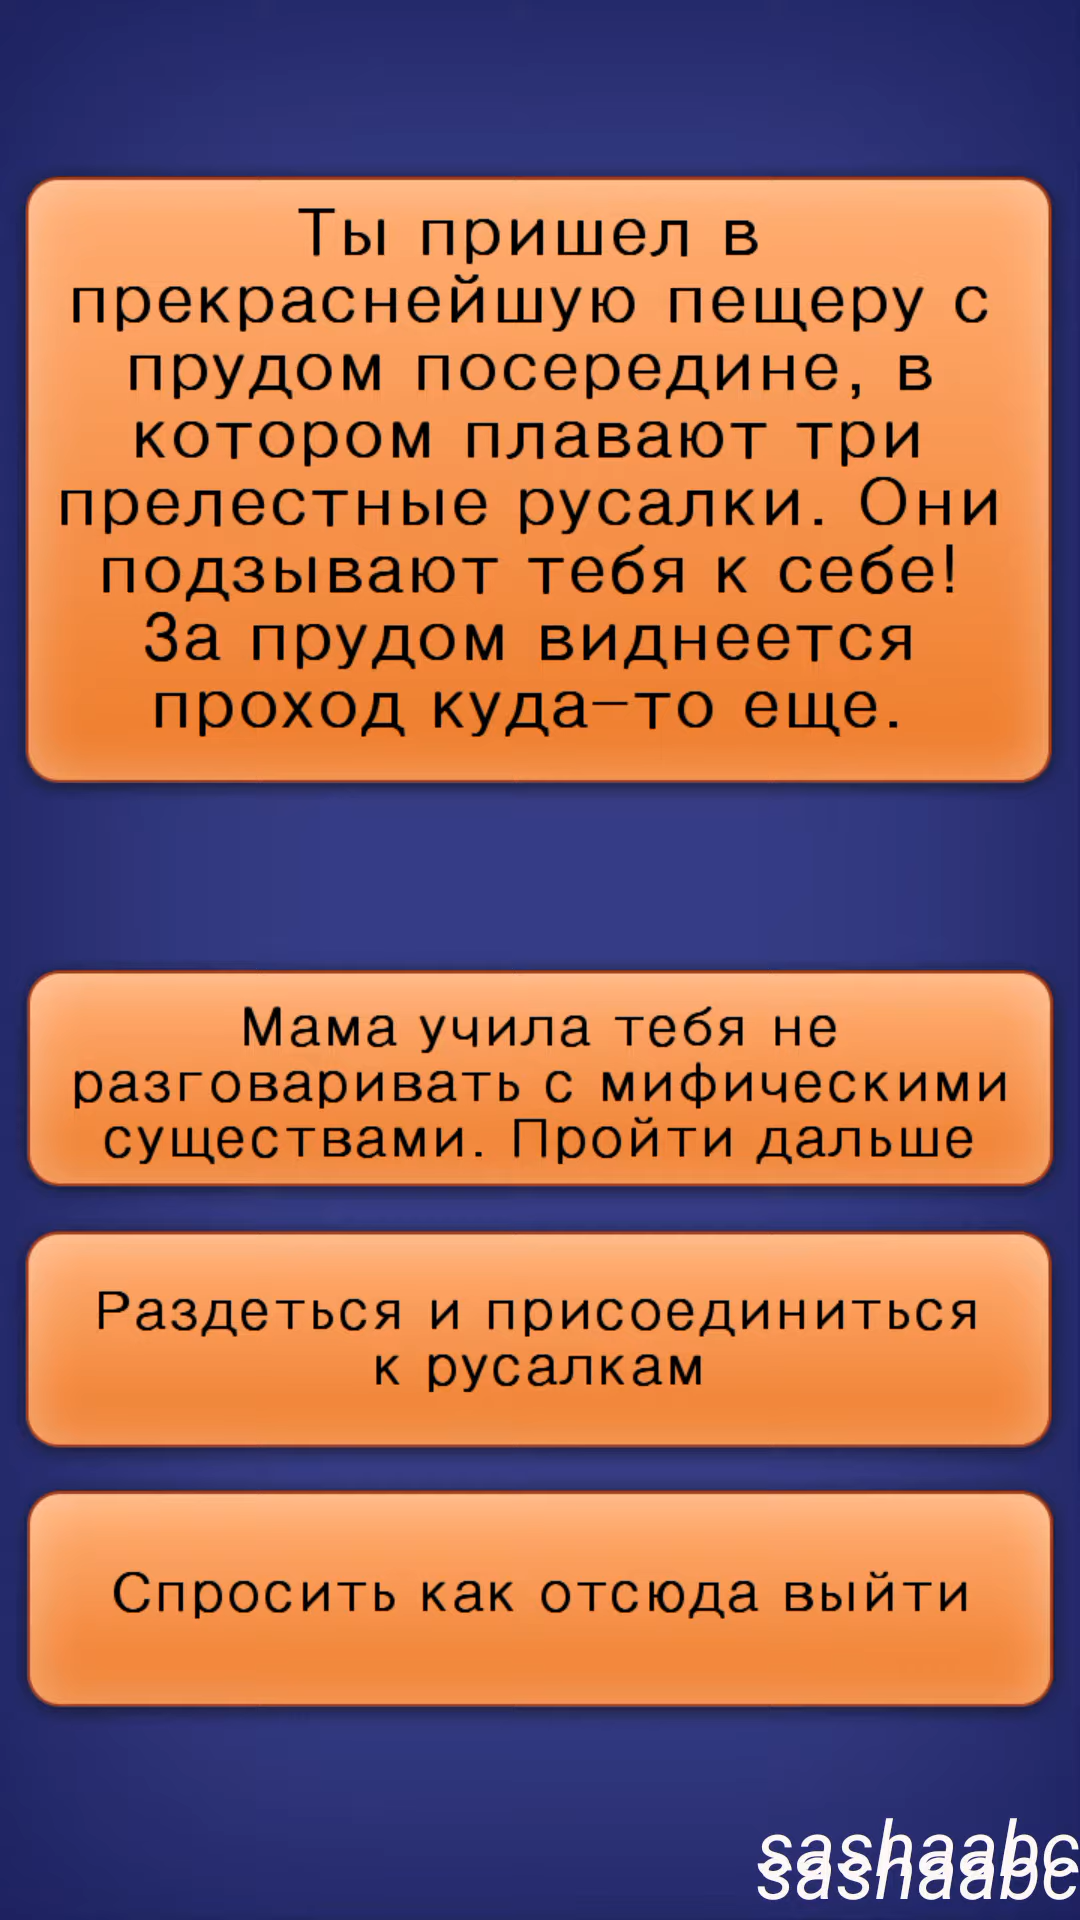 Ты пришел в
прекраснейшую пещеру с
прудом посередине, в
котором плавают три
прелестные русалки. Они
подзывают тебя к себе!
За прудом виднеется
проход куда-то еще.
Мама учила тебя не
разговаривать с мифическими
существами. Пройти дальше
Раздеться и присоединиться
к русалкам
Спросить как отсюда выйти
sashaabc
sashaabc